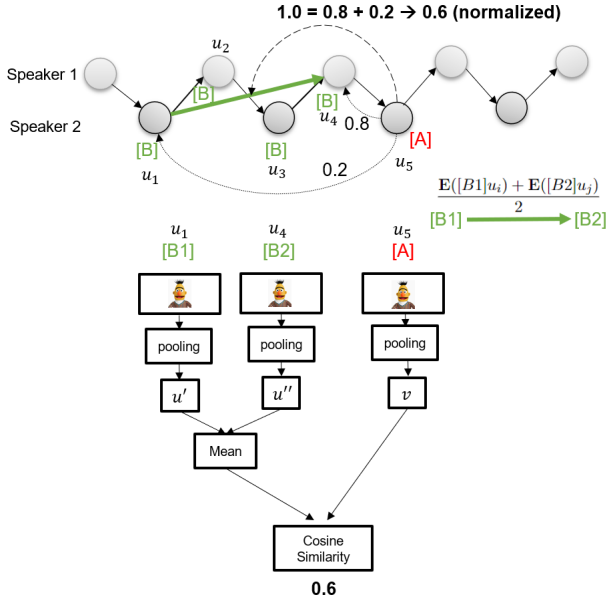 1.0 = 0.8 + 0.2 → 0.6 (normalized)
Speaker 1
u₂
[B]
[B]
u₄
0.8
Speaker 2
[B]
u₁
[B]
u₃
[A]
u₅
0.2
E([B1]uᵢ) + E([B2]uⱼ)
2
[B1] [B2]
u₁ u₄ u₅
[B1] [B2] [A]
pooling pooling pooling
u′ u′′ v
Mean
Cosine
Similarity
0.6